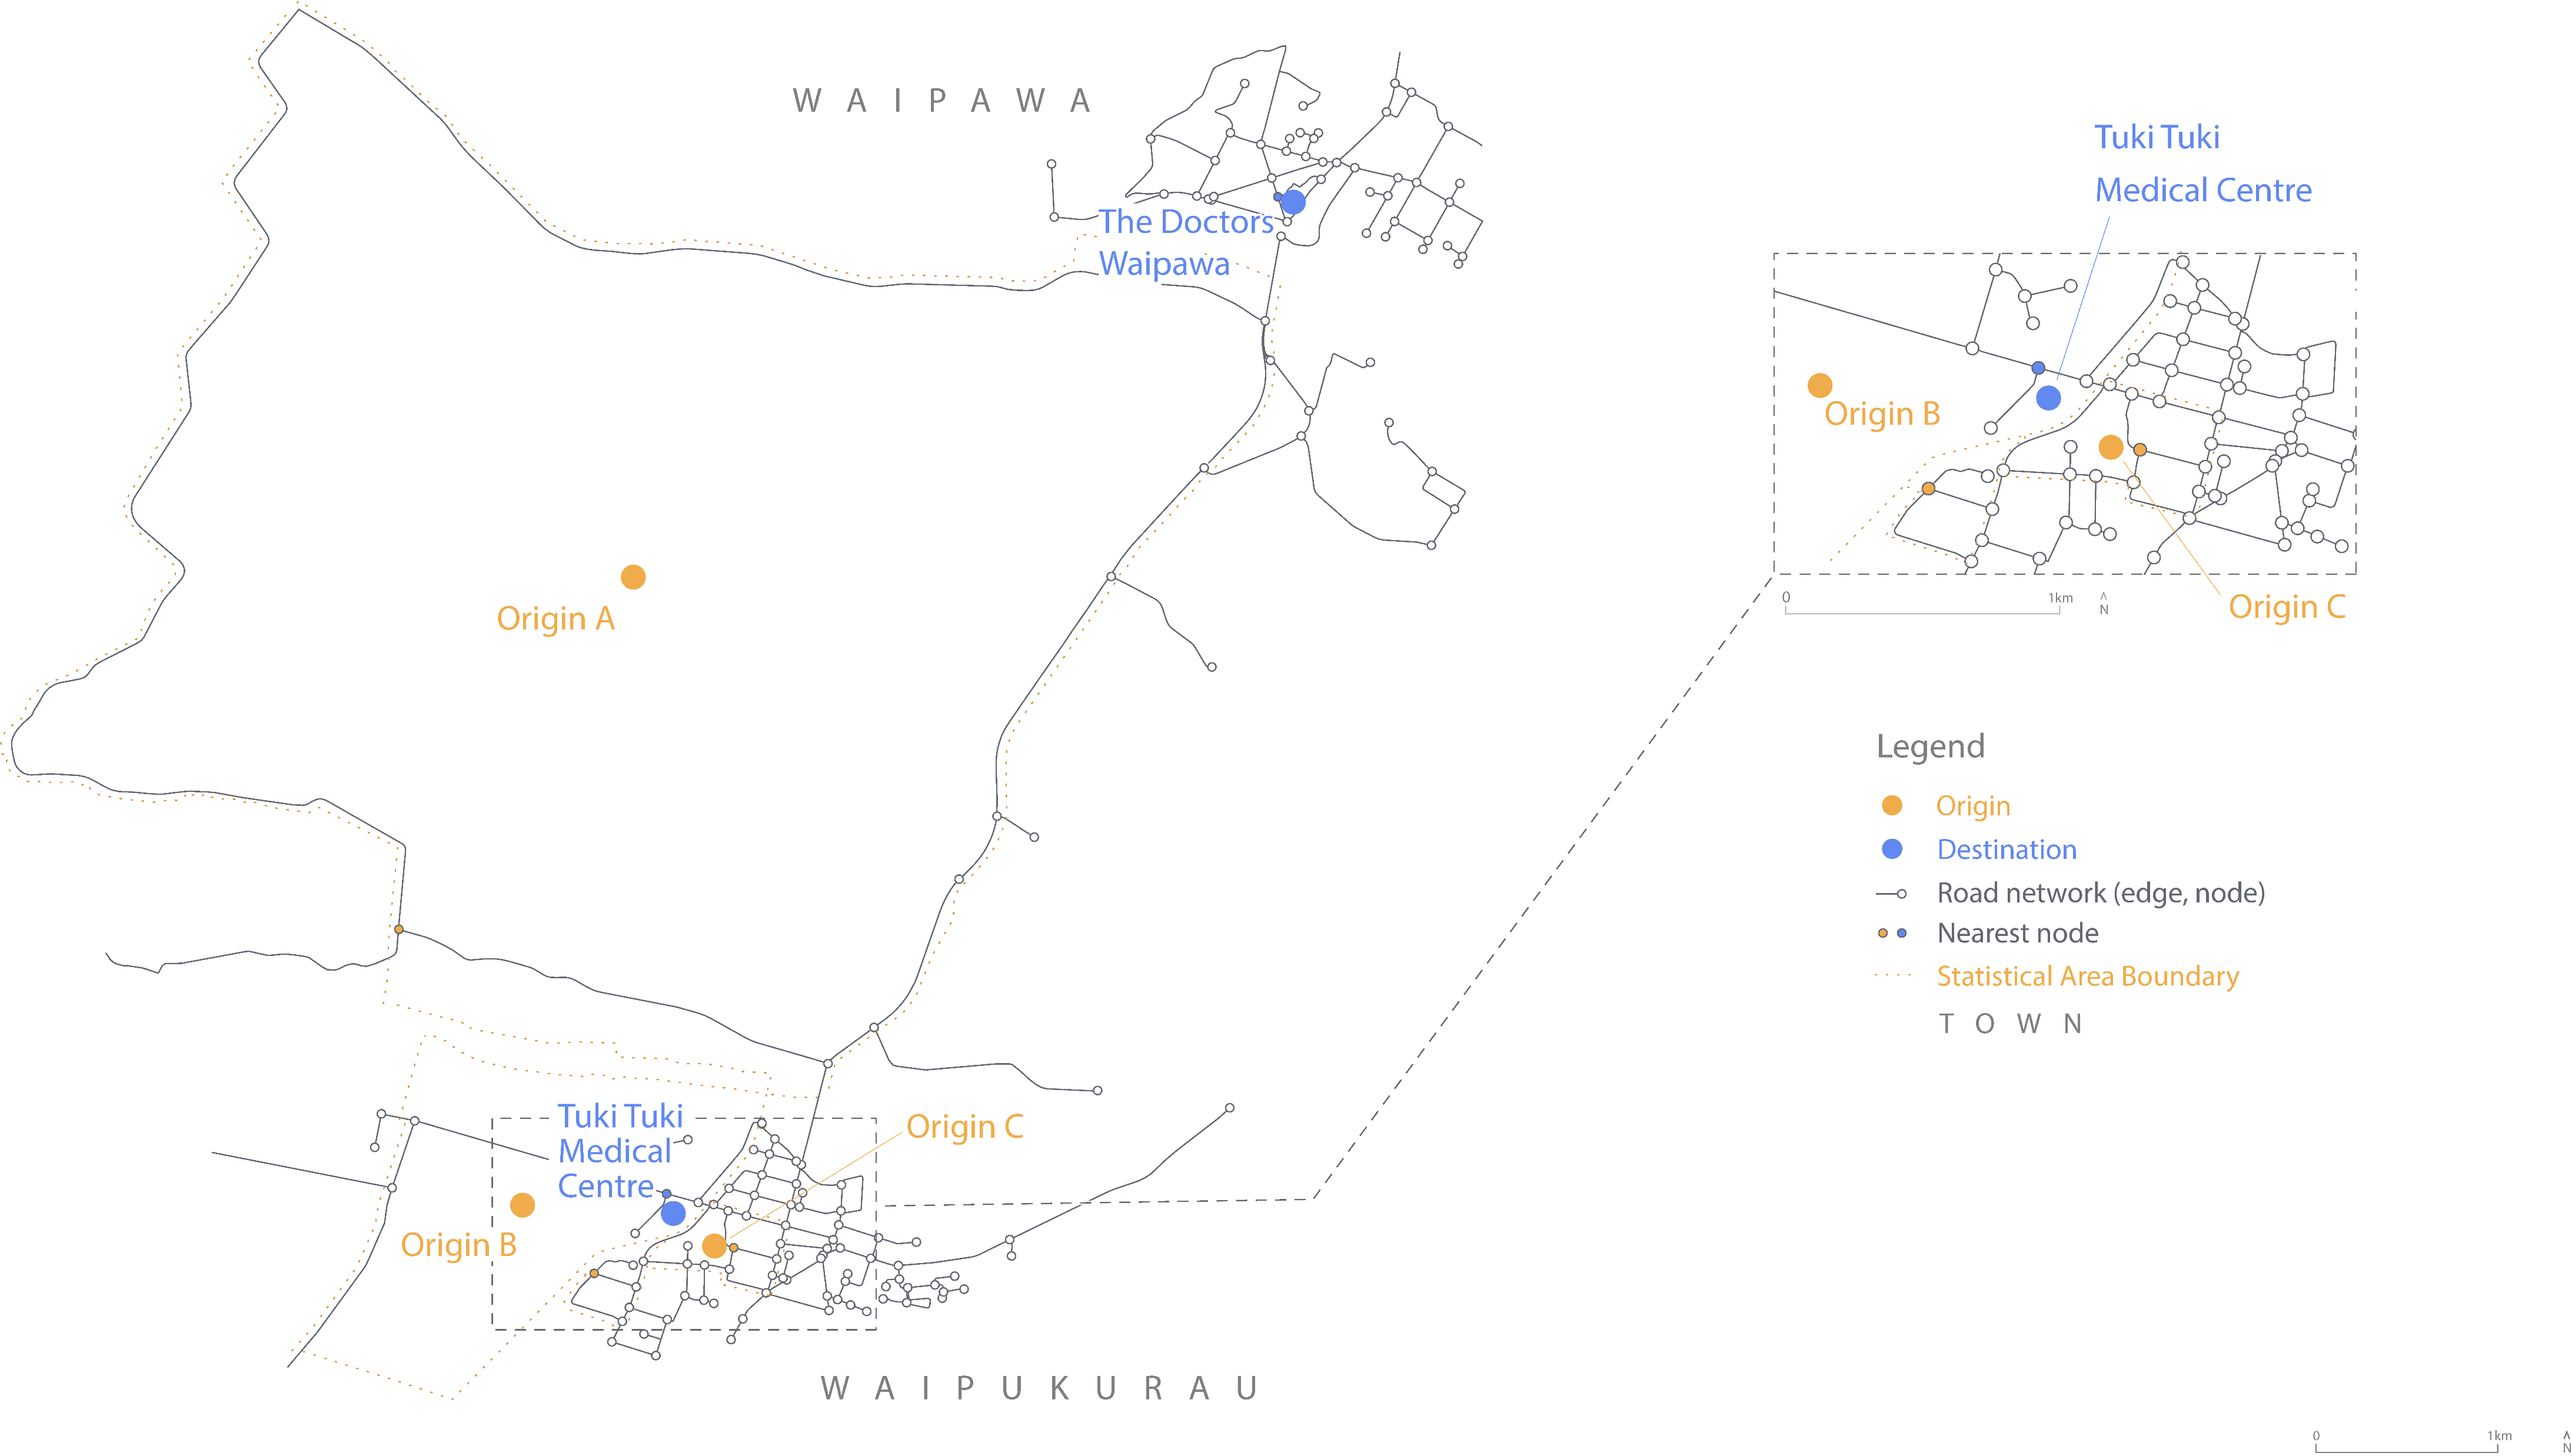 W A I P A W A
The Doctors
Waipawa
Origin A
Tuki Tuki
Medical
Centre
Origin B
Origin C
W A I P U K U R A U
Tuki Tuki
Medical Centre
Origin B
Origin C
0 1km ^
N
Legend
Origin
Destination
Road network (edge, node)
Nearest node
Statistical Area Boundary
T O W N
0 1km ^
N